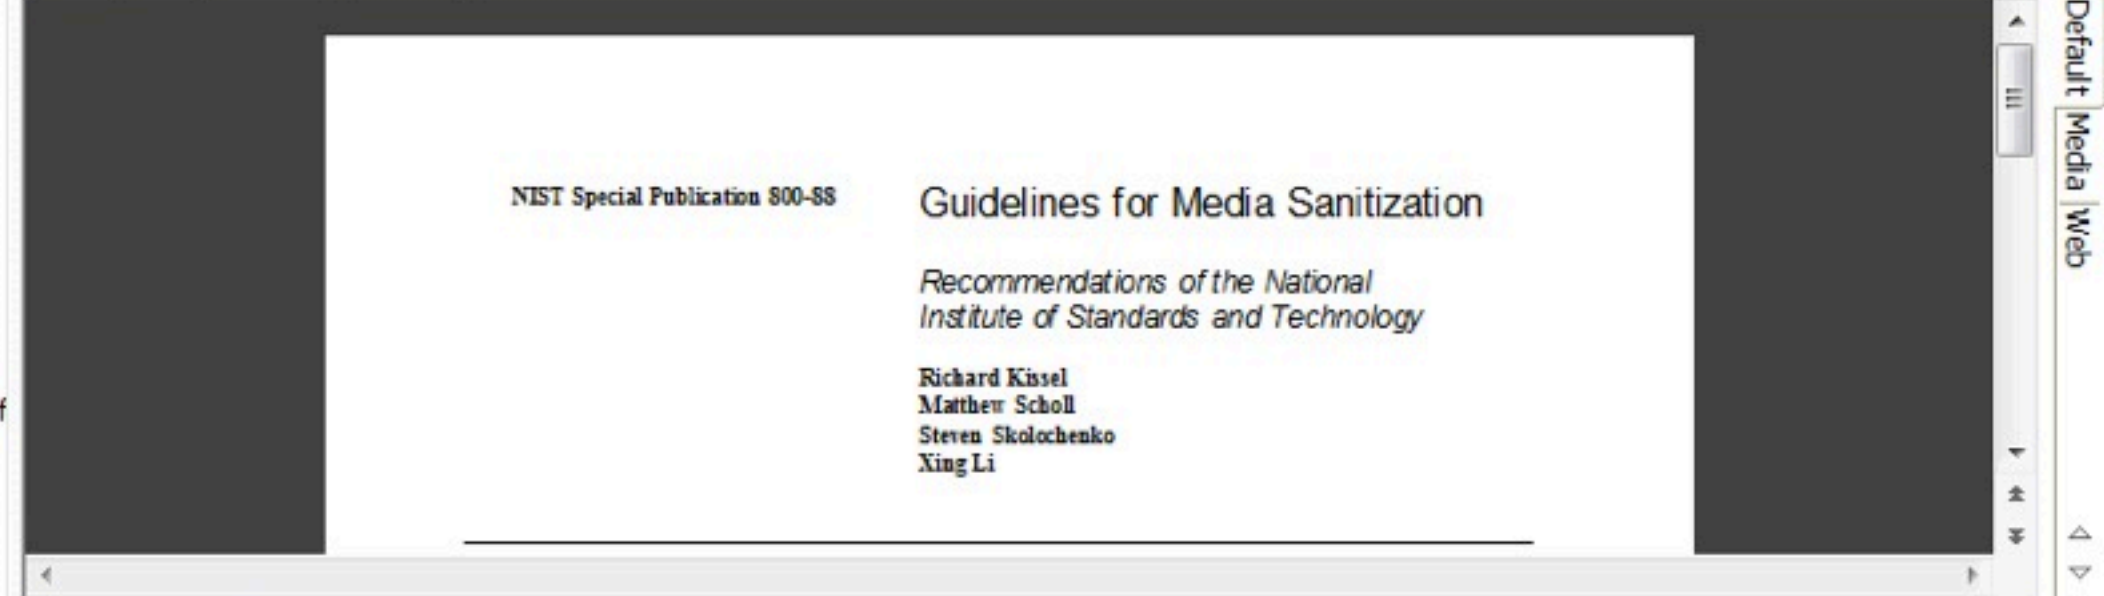 NIST Special Publication 800-88
Guidelines for Media Sanitization
Recommendations of the National
Institute of Standards and Technology
Richard Kissel
Matthew Scholl
Steven Skolochenko
Xing Li
f
Default
Media
Web